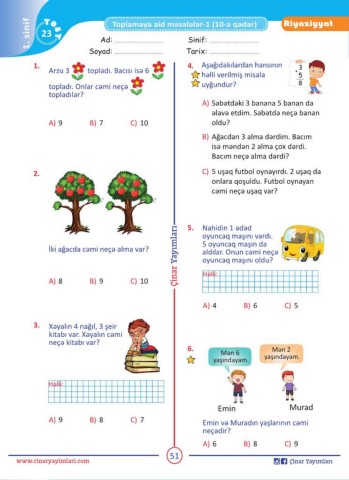 1. sinif
Test
23
Toplamaya aid məsələlər-1 (10-a qədər)
Riyaziyyat
Ad:
Sinif:
Soyad:
Tarix:
1.
Arzu 3 topladı. Bacısı isə 6
topladı. Onlar cəmi neçə
topladılar?
A) 9 B) 7 C) 10
2.
İki ağacda cəmi neçə alma var?
A) 8 B) 9 C) 10
3.
Xəyalın 4 nağıl, 3 şeir
kitabı var. Xəyalın cəmi
neçə kitabı var?
Həlli:
A) 9 B) 8 C) 7
Çinar Yayımları
4.
Aşağıdakılardan hansının
həlli verilmiş misala
uyğundur?
3
+ 5
8
A) Səbətdəki 3 banana 5 banan da
əlavə etdim. Səbətdə neçə banan
oldu?
B) Ağacdan 3 alma dərdim. Bacım
isə məndən 2 alma çox dərdi.
Bacım neçə alma dərdi?
C) 5 uşaq futbol oynayırdı. 2 uşaq da
onlara qoşuldu. Futbol oynayan
cəmi neçə uşaq var?
5.
Nahidin 1 ədəd
oyuncaq maşını vardı.
5 oyuncaq maşın da
aldılar. Onun cəmi neçə
oyuncaq maşını oldu?
Həlli:
A) 4 B) 6 C) 5
6.
Mən 6
yaşındayam.
Mən 2
yaşındayam.
Emin
Murad
Emin və Muradın yaşlarının cəmi
neçədir?
A) 6 B) 8 C) 9
www.cinaryayimlari.com
51
Çinar Yayımları